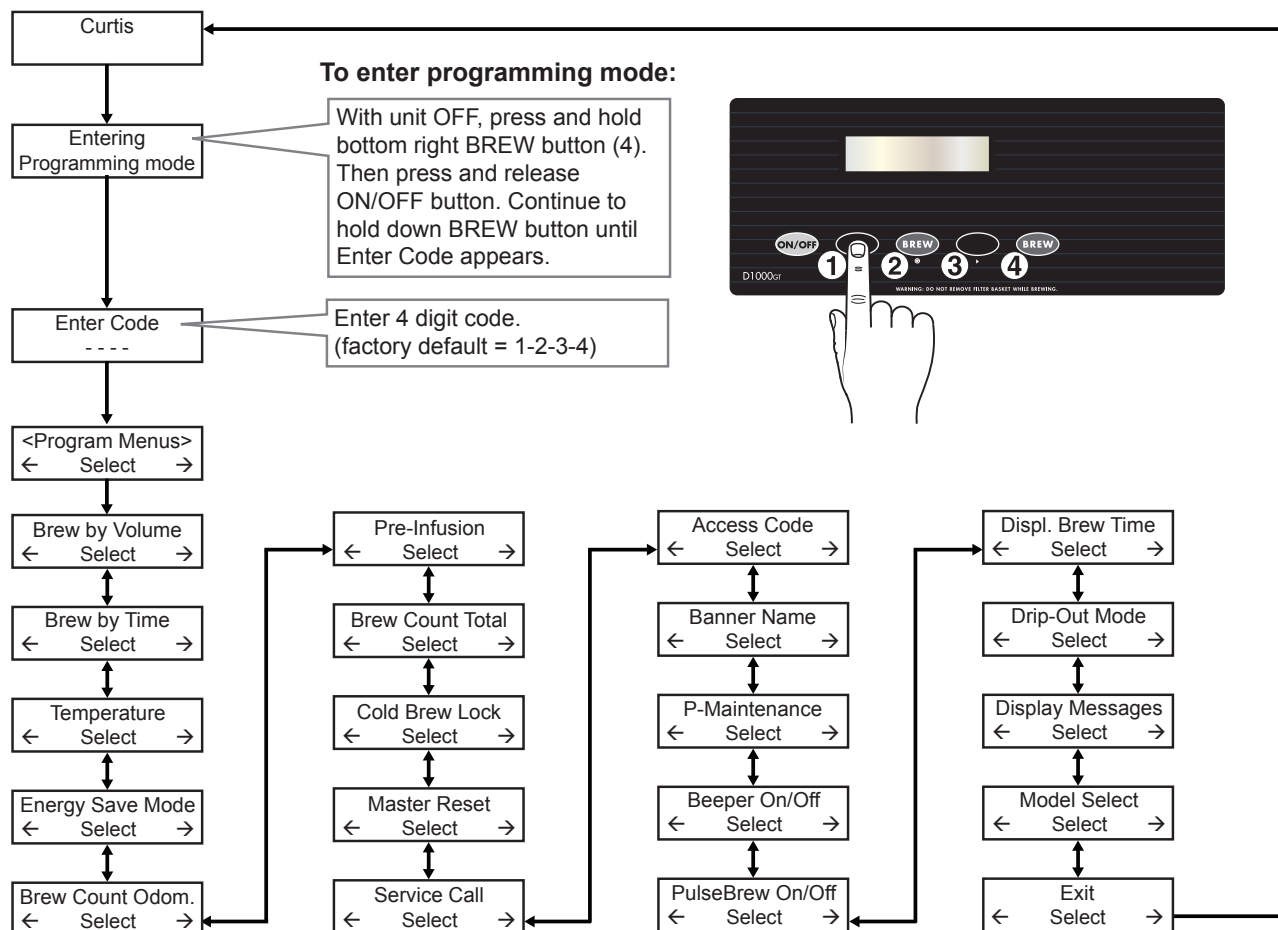 Curtis
To enter programming mode:
Entering
Programming mode
With unit OFF, press and hold
bottom right BREW button (4).
Then press and release
ON/OFF button. Continue to
hold down BREW button until
Enter Code appears.
ON/OFF BREW BREW
1 2 3 4
D1000GT
WARNING: DO NOT REMOVE FILTER BASKET WHILE BREWING.
Enter Code
- - - -
Enter 4 digit code.
(factory default = 1-2-3-4)
<Program Menus>
← Select →
Brew by Volume
← Select →
Brew by Time
← Select →
Temperature
← Select →
Energy Save Mode
← Select →
Brew Count Odom.
← Select →
Pre-Infusion
← Select →
Brew Count Total
← Select →
Cold Brew Lock
← Select →
Master Reset
← Select →
Service Call
← Select →
Access Code
← Select →
Banner Name
← Select →
P-Maintenance
← Select →
Beeper On/Off
← Select →
PulseBrew On/Off
← Select →
Displ. Brew Time
← Select →
Drip-Out Mode
← Select →
Display Messages
← Select →
Model Select
← Select →
Exit
← Select →